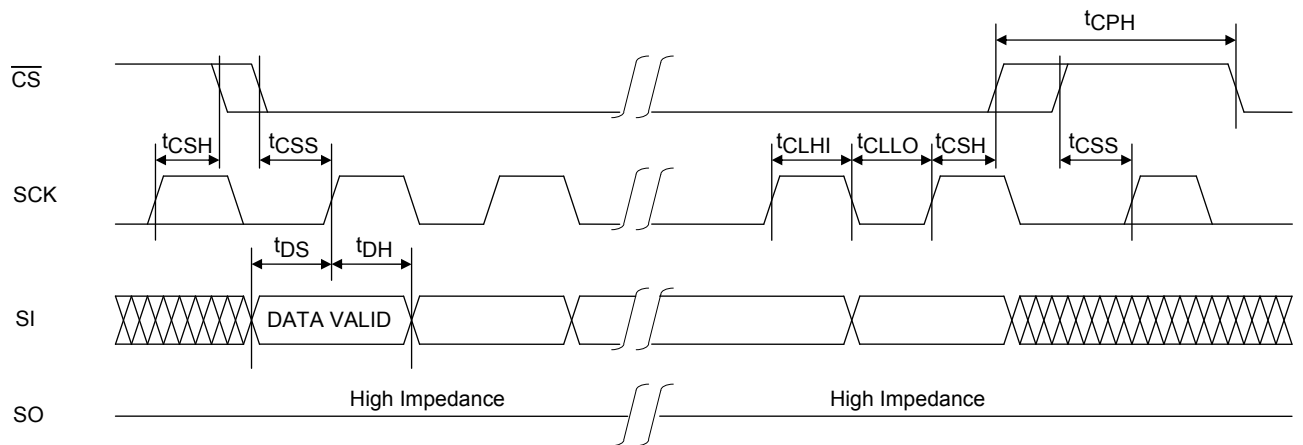 tCPH
CS
tCSH
tCSS
tCLHI
tCLLO
tCSH
tCSS
SCK
tDS
tDH
SI
DATA VALID
High Impedance
High Impedance
SO